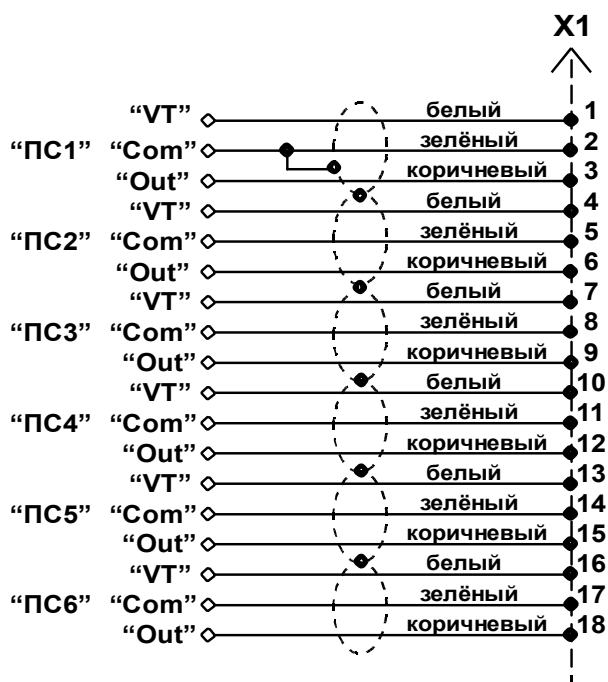 X1
“VT” белый 1
“ПС1” “Com” зелёный 2
“Out” коричневый 3
“VT” белый 4
“ПС2” “Com” зелёный 5
“Out” коричневый 6
“VT” белый 7
“ПС3” “Com” зелёный 8
“Out” коричневый 9
“VT” белый 10
“ПС4” “Com” зелёный 11
“Out” коричневый 12
“VT” белый 13
“ПС5” “Com” зелёный 14
“Out” коричневый 15
“VT” белый 16
“ПС6” “Com” зелёный 17
“Out” коричневый 18